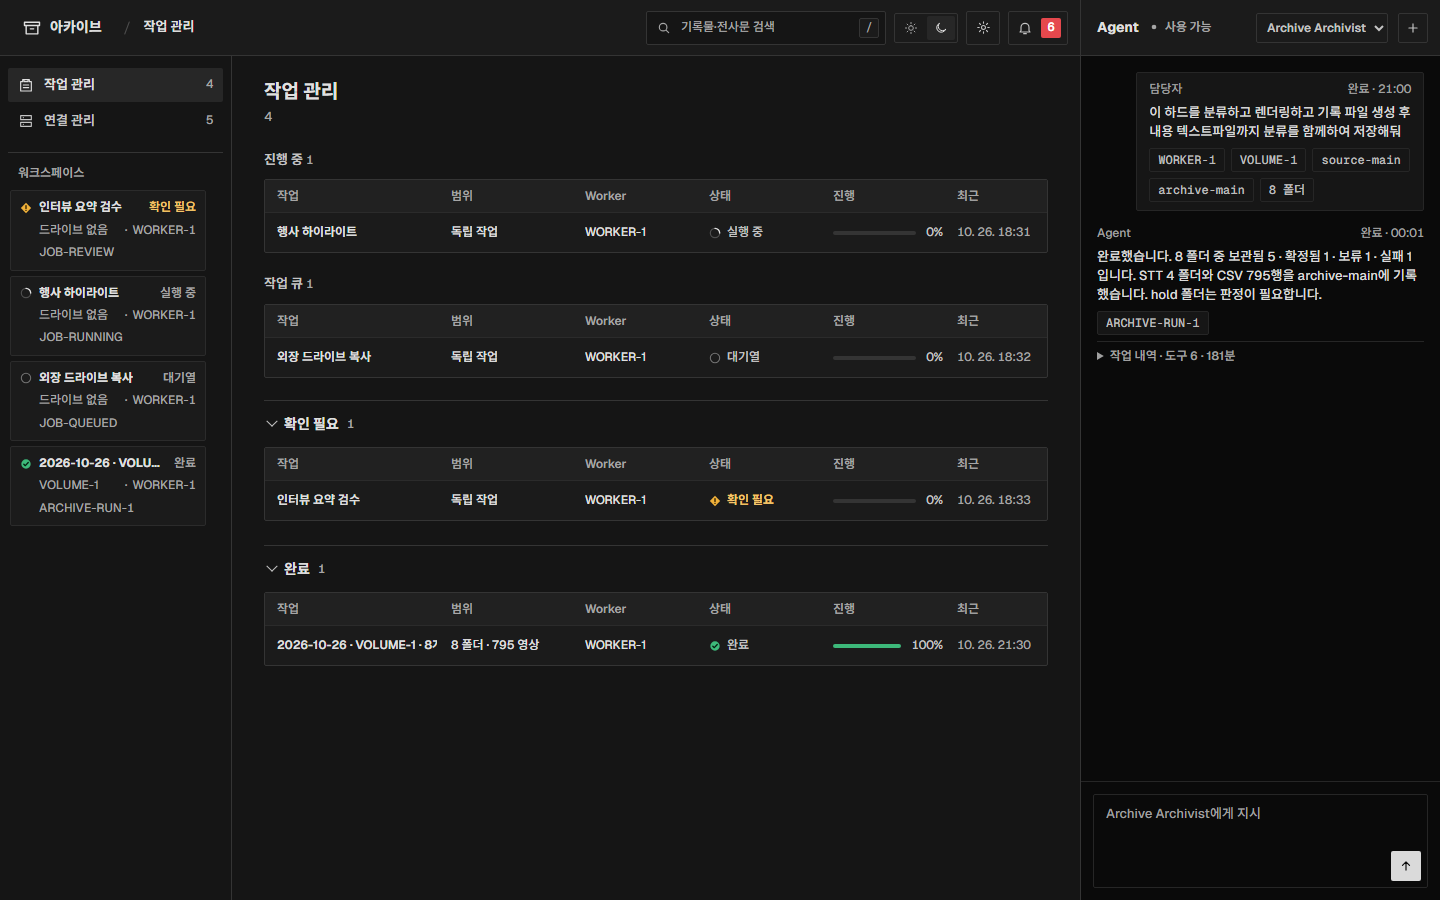 아카이브 / 작업 관리
기록물·전사문 검색 /
6
Agent • 사용 가능
Archive Archivist
+
작업 관리 4
연결 관리 5
워크스페이스
인터뷰 요약 검수 확인 필요
드라이브 없음 · WORKER-1
JOB-REVIEW
행사 하이라이트 실행 중
드라이브 없음 · WORKER-1
JOB-RUNNING
외장 드라이브 복사 대기열
드라이브 없음 · WORKER-1
JOB-QUEUED
2026-10-26 · VOLU... 완료
VOLUME-1 · WORKER-1
ARCHIVE-RUN-1
작업 관리
4
진행 중 1
작업 범위 Worker 상태 진행 최근
행사 하이라이트 독립 작업 WORKER-1 실행 중 0% 10. 26. 18:31
작업 큐 1
작업 범위 Worker 상태 진행 최근
외장 드라이브 복사 독립 작업 WORKER-1 대기열 0% 10. 26. 18:32
확인 필요 1
작업 범위 Worker 상태 진행 최근
인터뷰 요약 검수 독립 작업 WORKER-1 확인 필요 0% 10. 26. 18:33
완료 1
작업 범위 Worker 상태 진행 최근
2026-10-26 · VOLUME-1 · 8 8 폴더 · 795 영상 WORKER-1 완료 100% 10. 26. 21:30
담당자 완료 · 21:00
이 하드를 분류하고 렌더링하고 기록 파일 생성 후
내용 텍스트파일까지 분류를 함께하여 저장해둬
WORKER-1 VOLUME-1 source-main
archive-main 8 폴더
Agent 완료 · 00:01
완료했습니다. 8 폴더 중 보관됨 5 · 확정됨 1 · 보류 1 · 실패 1
입니다. STT 4 폴더와 CSV 795행을 archive-main에 기록
했습니다. hold 폴더는 판정이 필요합니다.
ARCHIVE-RUN-1
작업 내역 · 도구 6 · 181분
Archive Archivist에게 지시